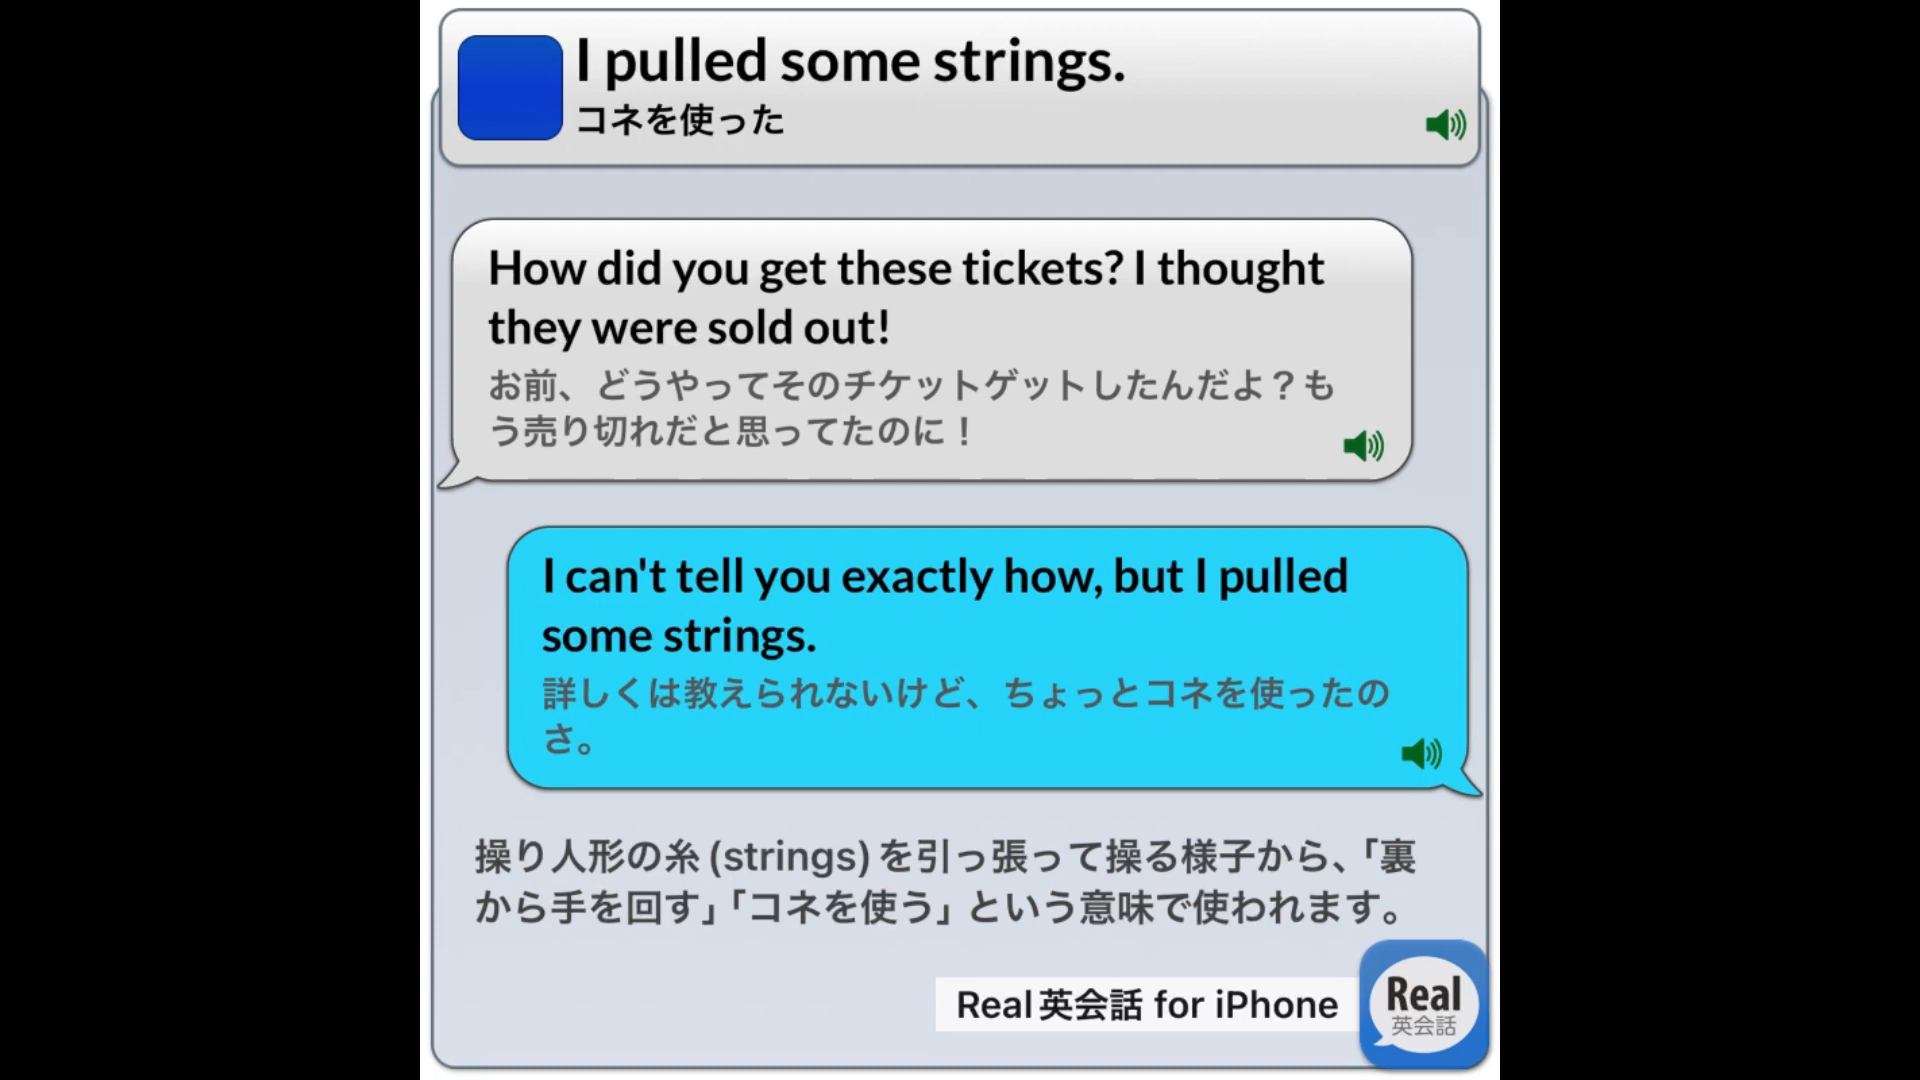 I pulled some strings.
コネを使った
How did you get these tickets? I thought
they were sold out!
お前、どうやってそのチケットゲットしたんだよ？も
う売り切れだと思ってたのに！
I can't tell you exactly how, but I pulled
some strings.
詳しくは教えられないけど、ちょっとコネを使ったの
さ。
操り人形の糸 (strings) を引っ張って操る様子から、「裏
から手を回す」「コネを使う」という意味で使われます。
Real英会話 for iPhone
Real
英会話